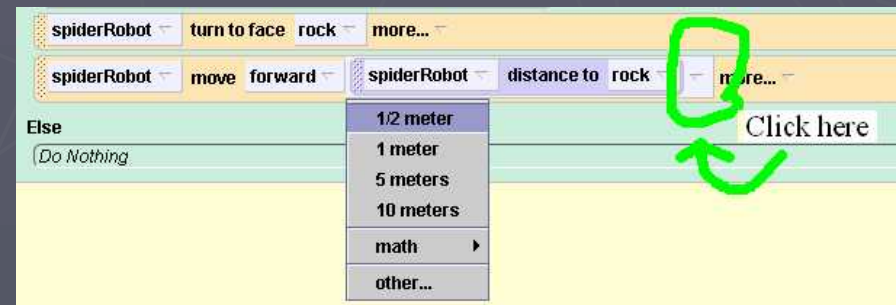 spiderRobot turn to face rock more...
spiderRobot move forward spiderRobot distance to rock more...
Else
(Do Nothing
1/2 meter
1 meter
5 meters
10 meters
math
other...
Click here